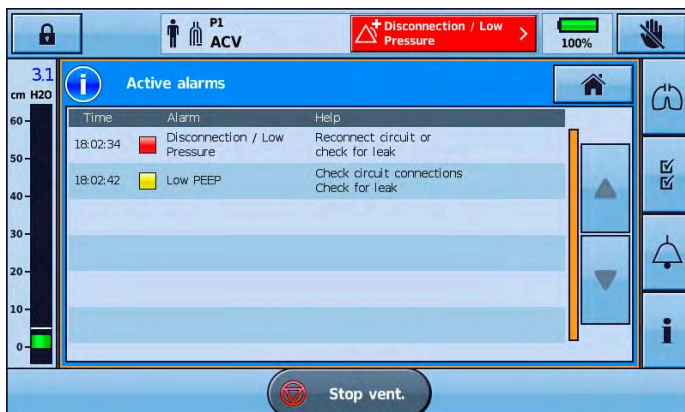 P1
ACV
Disconnection / Low
Pressure
100%
3.1
cm H2O
Active alarms
Time Alarm Help
18:02:34 Disconnection / Low Pressure Reconnect circuit or check for leak
18:02:42 Low PEEP Check circuit connections Check for leak
60
50
40
30
20
10
0
Stop vent.